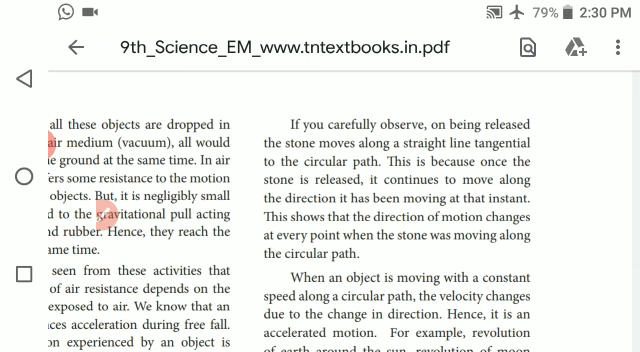 79% 2:30 PM
9th_Science_EM_www.tntextbooks.in.pdf
all these objects are dropped in
air medium (vacuum), all would
ground at the same time. In air
some resistance to the motion
objects. But, it is negligibly small
to the gravitational pull acting
rubber. Hence, they reach the
time.
seen from these activities that
of air resistance depends on the
exposed to air. We know that an
acceleration during free fall.
experienced by an object is
If you carefully observe, on being released
the stone moves along a straight line tangential
to the circular path. This is because once the
stone is released, it continues to move along
the direction it has been moving at that instant.
This shows that the direction of motion changes
at every point when the stone was moving along
the circular path.
When an object is moving with a constant
speed along a circular path, the velocity changes
due to the change in direction. Hence, it is an
accelerated motion. For example, revolution
of earth around the sun, revolution of moon